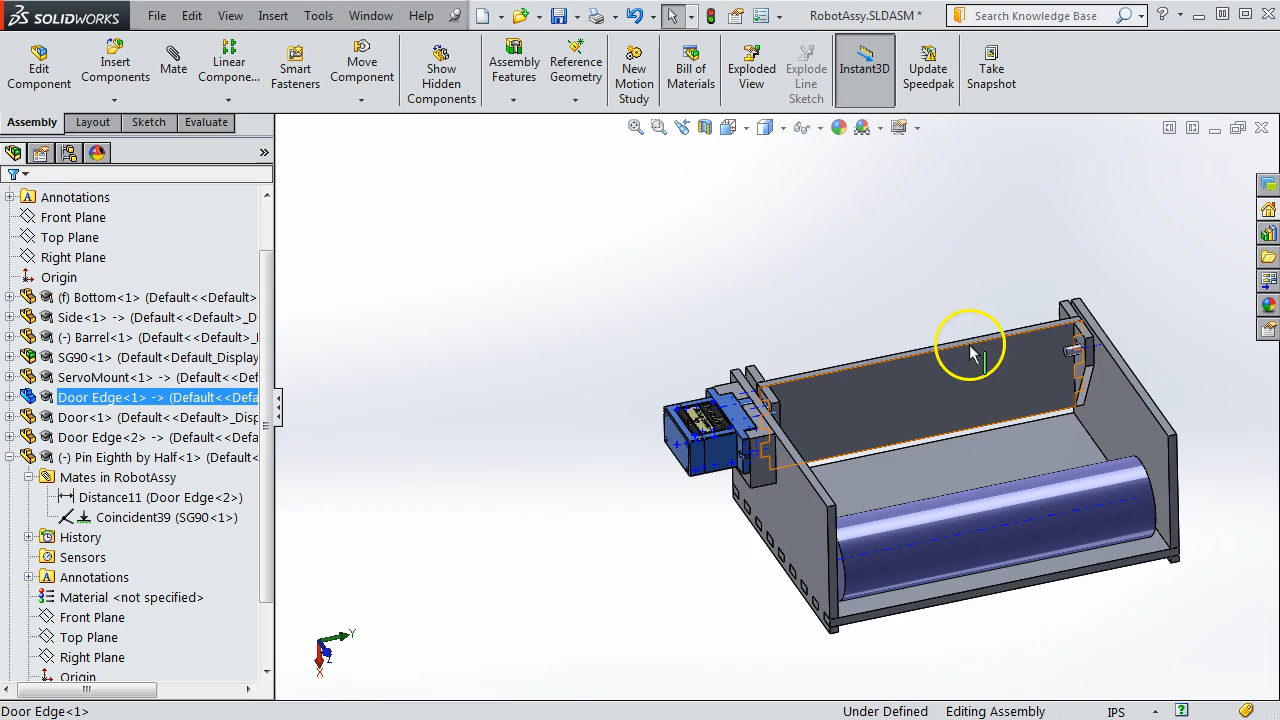 SOLIDWORKS
File Edit View Insert Tools Window Help
RobotAssy.SLDASM *
Search Knowledge Base
Edit Component
Insert Components
Mate
Linear Compone...
Smart Fasteners
Move Component
Show Hidden Components
Assembly Features
Reference Geometry
New Motion Study
Bill of Materials
Exploded View
Explode Line Sketch
Instant3D
Update Speedpak
Take Snapshot
Assembly Layout Sketch Evaluate
Annotations
Front Plane
Top Plane
Right Plane
Origin
(f) Bottom<1> (Default<<Default>
Side<1> -> (Default<<Default>_D
(-) Barrel<1> (Default<<Default>_
SG90<1> (Default<<Default_Display
ServoMount<1> (Default<<Defa
Door Edge<1> -> (Default<<Defa
Door<1> (Default<<Default>_Disp
Door Edge<2> -> (Default<<Defa
(-) Pin Eighth by Half<1> (Defaul
Mates in RobotAssy
Distance11 (Door Edge<2>)
Coincident39 (SG90<1>)
History
Sensors
Annotations
Material <not specified>
Front Plane
Top Plane
Right Plane
Origin
Y
Z
X
Door Edge<1>
Under Defined
Editing Assembly
IPS